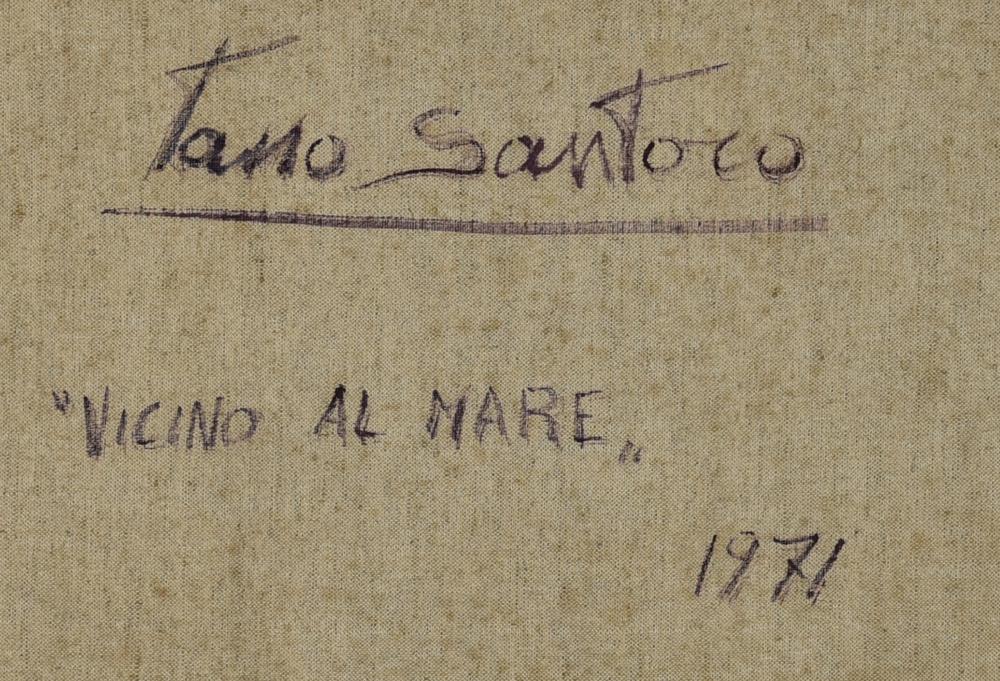 Tano Santoro
"VICINO AL MARE„
1971